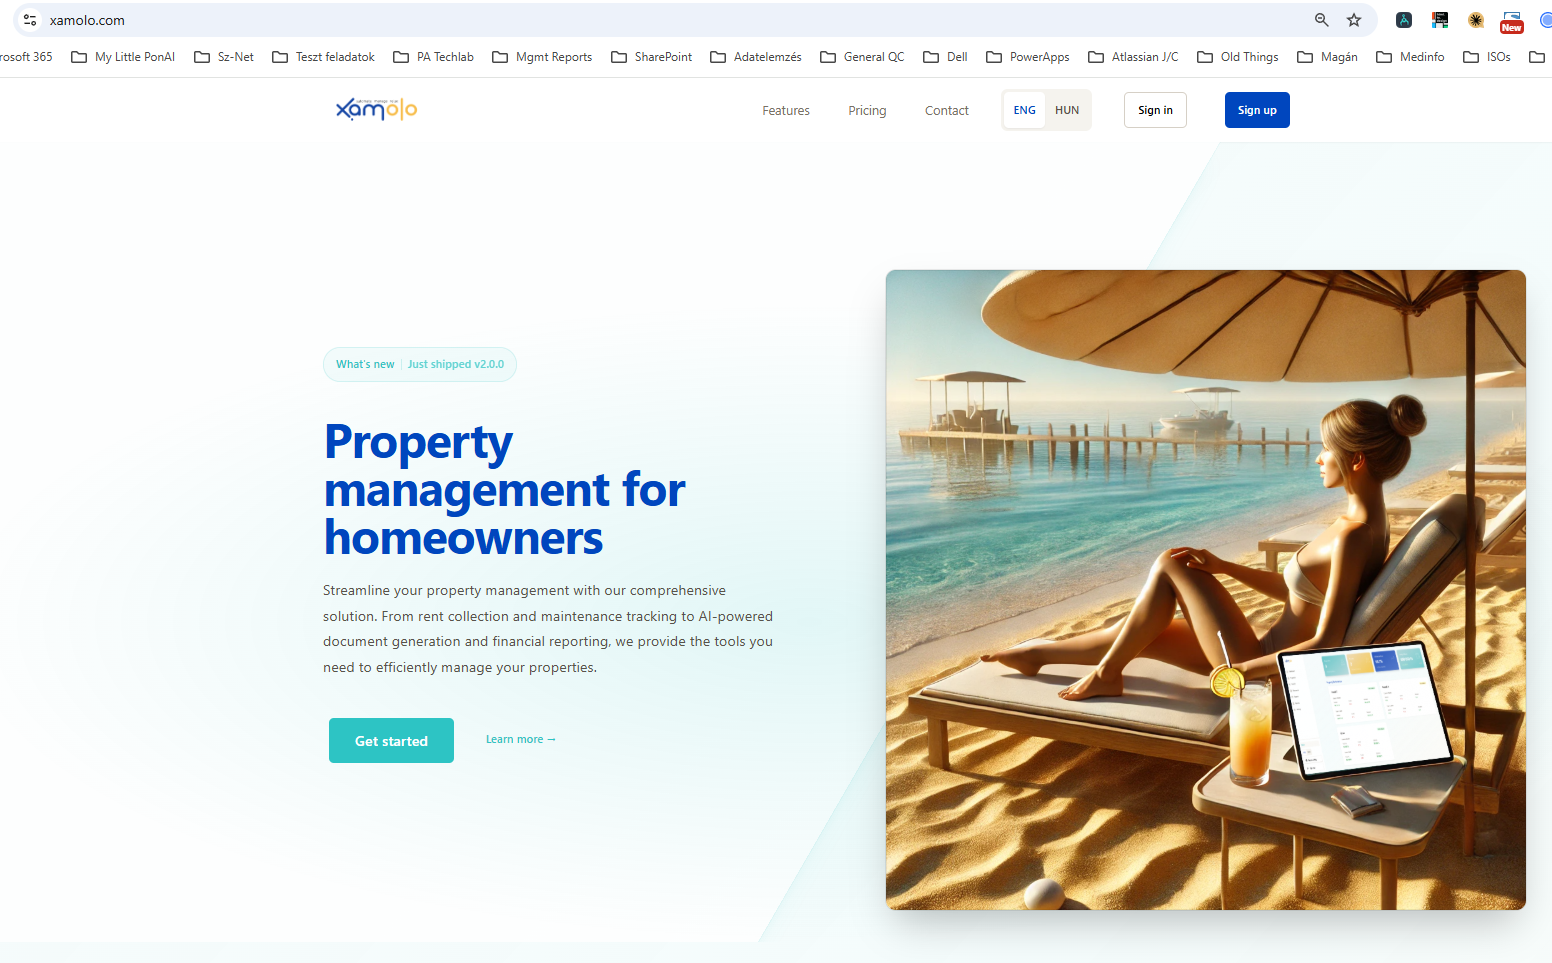 xamolo.com
New
rosoft 365 My Little PonAI Sz-Net Teszt feladatok PA Techlab Mgmt Reports SharePoint Adatelemzés General QC Dell PowerApps Atlassian J/C Old Things Magán Medinfo ISOs
xamolo Features Pricing Contact ENG HUN Sign in Sign up
What's new Just shipped v2.0.0
Property
management for
homeowners
Streamline your property management with our comprehensive
solution. From rent collection and maintenance tracking to AI-powered
document generation and financial reporting, we provide the tools you
need to efficiently manage your properties.
Get started Learn more →